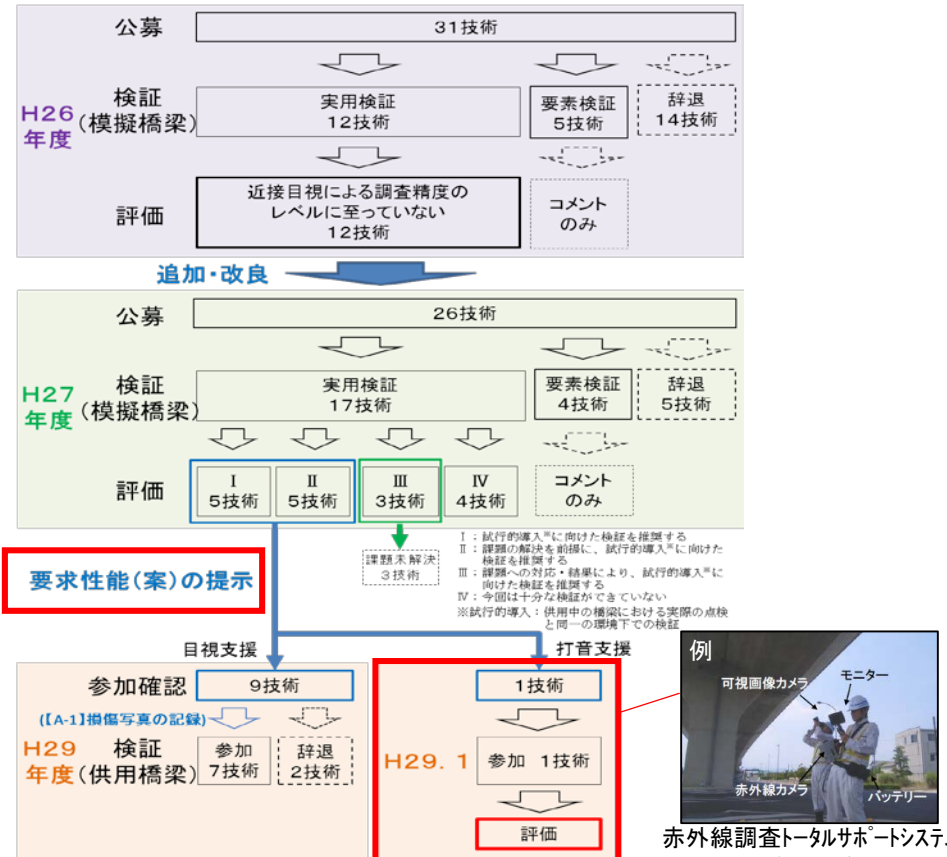 公募
31技術
H26
年度
検証
(模擬橋梁)
実用検証
12技術
要素検証
5技術
辞退
14技術
評価
近接目視による調査精度の
レベルに至っていない
12技術
コメント
のみ
追加・改良
公募
26技術
H27
年度
検証
(模擬橋梁)
実用検証
17技術
要素検証
4技術
辞退
5技術
評価
Ⅰ
5技術
Ⅱ
5技術
Ⅲ
3技術
Ⅳ
4技術
コメント
のみ
課題未解決
3技術
Ⅰ：試行的導入※に向けた検証を推奨する
Ⅱ：課題の解決を前提に、試行的導入※に向けた
検証を推奨する
Ⅲ：課題への対応・結果により、試行的導入※に
向けた検証を推奨する
Ⅳ：今回は十分な検証ができていない
※試行的導入：供用中の橋梁における実際の点検
と同一の環境下での検証
要求性能(案)の提示
目視支援
打音支援
参加確認
9技術
1技術
(【A-1】損傷写真の記録)
H29
年度
検証
(供用橋梁)
参加
7技術
辞退
2技術
H29.1
参加 1技術
評価
例
可視画像カメラ
モニター
赤外線カメラ
バッテリー
赤外線調査トータルサポートシステ